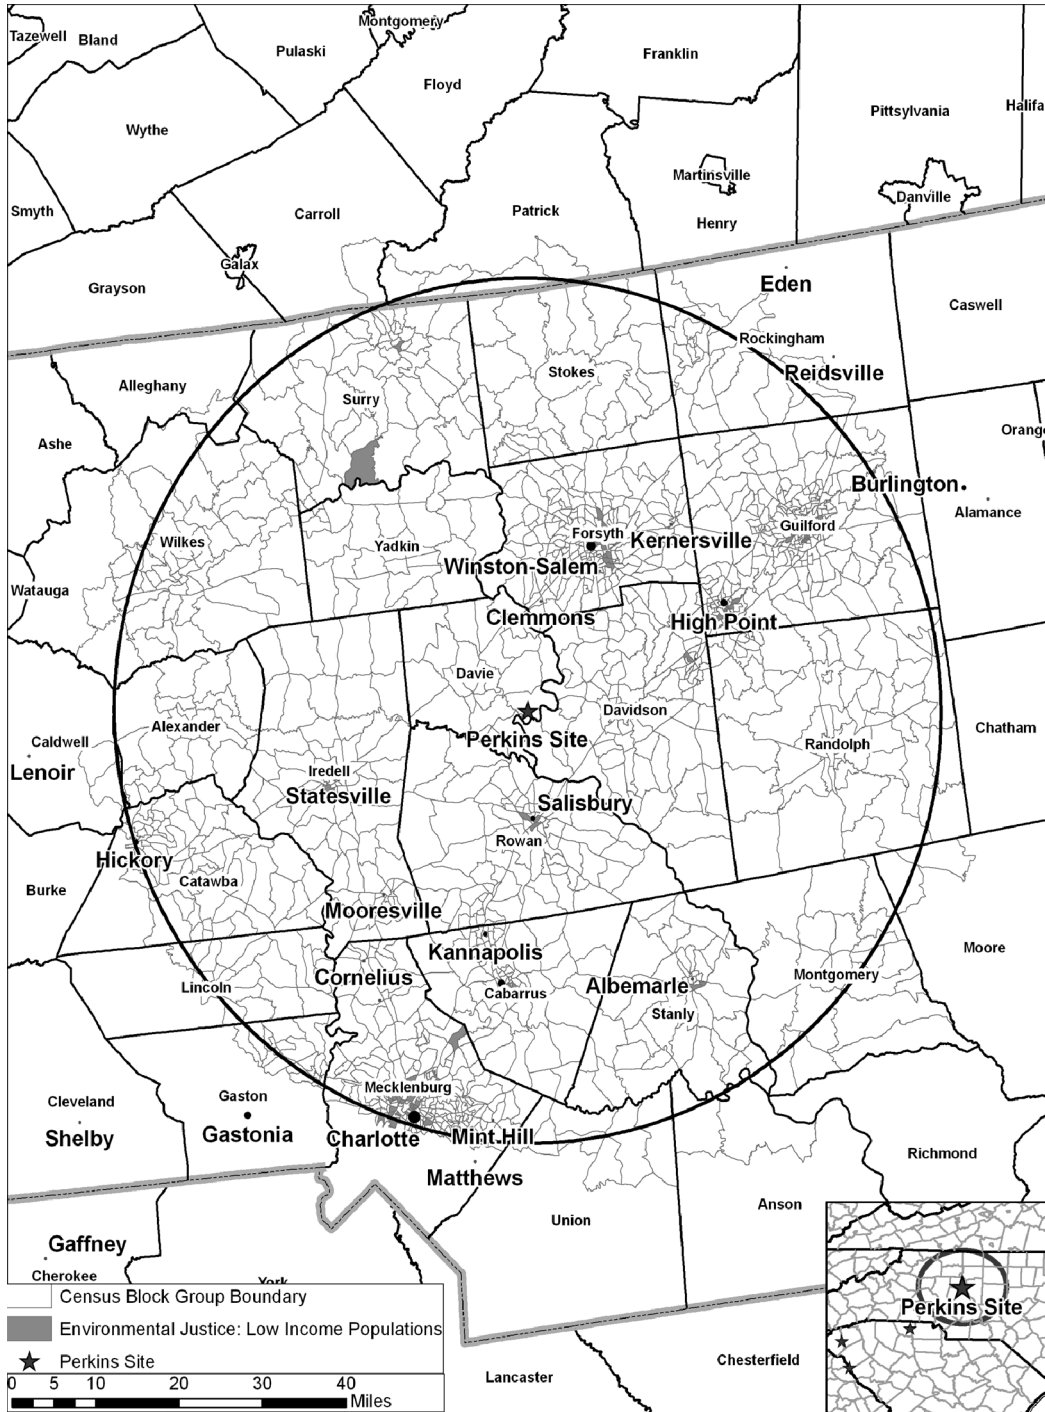 Montgomery
Tazewell
Bland
Pulaski
Franklin
Floyd
Halifa
Pittsylvania
Wythe
Martinsville
Danville
Smyth
Carroll
Patrick
Henry
Galax
Grayson
Eden
Caswell
Rockingham
Alleghany
Stokes
Reidsville
Surry
Ashe
Orange
Burlington
Alamance
Guilford
Forsyth
Kernersville
Wilkes
Yadkin
Winston-Salem
Watauga
Clemmons
High Point
Davie
Davidson
Alexander
Chatham
Perkins Site
Caldwell
Randolph
Lenoir
Iredell
Statesville
Salisbury
Rowan
Hickory
Catawba
Burke
Mooresville
Kannapolis
Moore
Cornelius
Montgomery
Lincoln
Albemarle
Cabarrus
Stanly
Mecklenburg
Gaston
Cleveland
Shelby
Gastonia
Charlotte
Mint Hill
Richmond
Matthews
Anson
Union
Gaffney
Cherokee
York
Census Block Group Boundary
Environmental Justice: Low Income Populations
Perkins Site
0 5 10 20 30 40
Miles
Lancaster
Chesterfield
Perkins Site